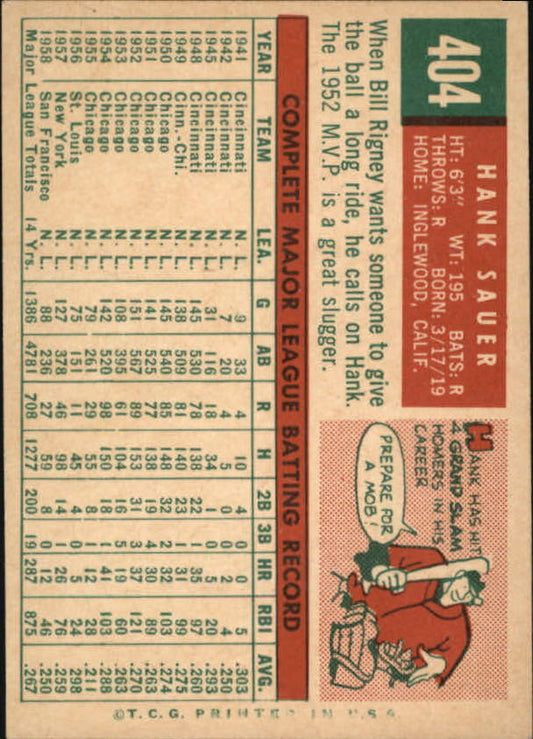 404
HANK SAUER
HT: 6'3" WT: 195 BATS: R
THROWS: R BORN: 3/17/19
HOME: INGLEWOOD, CALIF.
When Bill Rigney wants someone to give
the ball a long ride, he calls on Hank.
The 1952 M.V.P. is a great slugger.
HANK HAS HIT
4 GRAND SLAM
HOMERS IN HIS
CAREER
PREPARE FOR
A MOB!
COMPLETE MAJOR LEAGUE BATTING RECORD
YEAR TEAM LEA. G AB R H 2B 3B HR RBI AVG.
1941 Cincinnati N. L. 9 33 4 10 4 0 0 5 .303
1942 Cincinnati N. L. 7 20 4 5 0 0 2 4 .250
1945 Cincinnati N. L. 31 116 18 34 1 0 5 20 .293
1948 Cincinnati N. L. 145 530 78 138 22 1 35 97 .260
1949 Cinn.-Chi. N. L. 138 509 81 140 23 1 31 99 .275
1950 Chicago N. L. 145 540 85 148 32 2 32 103 .274
1951 Chicago N. L. 141 525 77 138 19 4 30 89 .263
1952 Chicago N. L. 151 567 89 153 31 3 37 121 .270
1953 Chicago N. L. 108 395 61 104 16 5 19 60 .263
1954 Chicago N. L. 142 520 98 150 18 1 41 103 .288
1955 Chicago N. L. 79 261 29 55 8 1 12 28 .211
1956 St. Louis N. L. 75 151 11 45 4 0 5 24 .298
1957 New York N. L. 127 378 46 98 14 1 26 76 .259
1958 San Francisco N. L. 88 236 27 59 8 0 12 46 .250
Major League Totals 14 Yrs. 1386 4781 708 1277 200 19 287 875 .267
© T. C. G. PRINTED IN U.S.A.